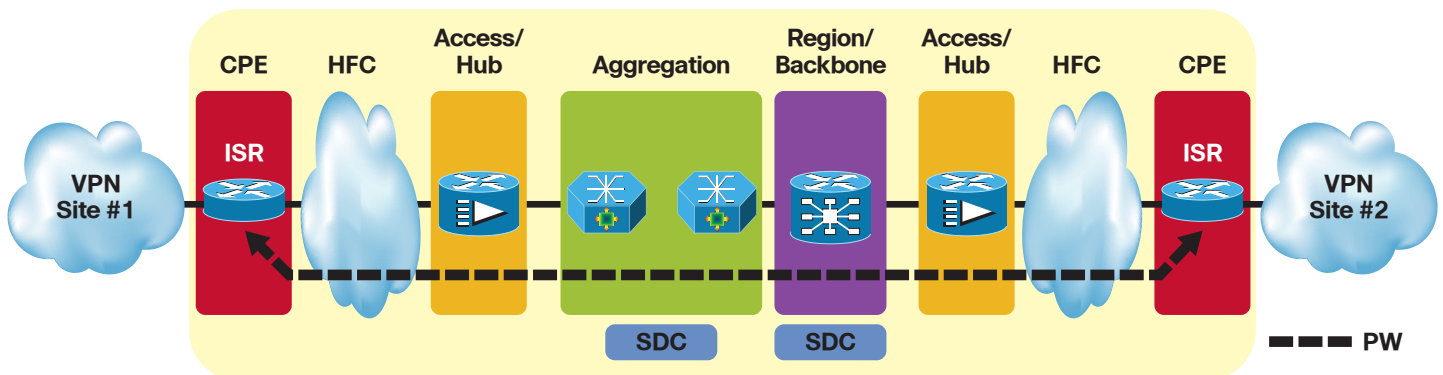 CPE
HFC
Access/
Hub
Aggregation
Region/
Backbone
Access/
Hub
HFC
CPE
VPN
Site #1
ISR
ISR
VPN
Site #2
SDC
SDC
PW